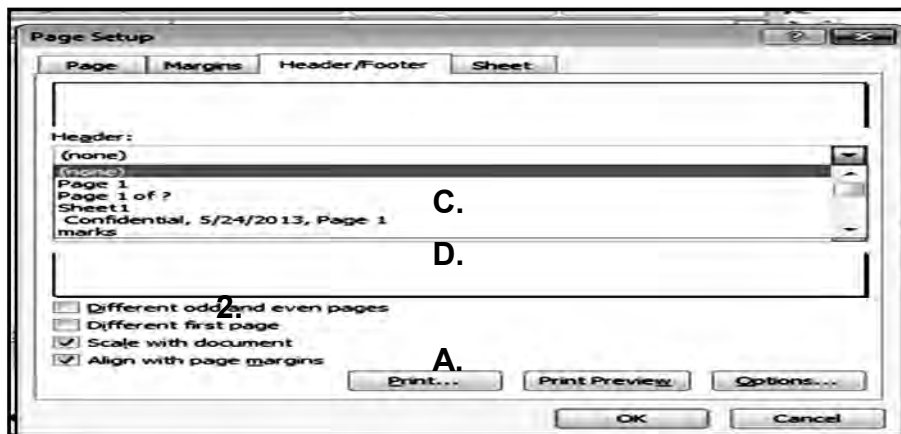 Page Setup
Page Margins Header/Footer Sheet
Header:
(none)
(none)
Page 1
Page 1 of ?
Sheet1
C.
Confidential, 5/24/2013, Page 1
marks
D.
2.
Different odd and even pages
Different first page
Scale with document
Align with page margins
A.
Print... Print Preview Options...
OK Cancel